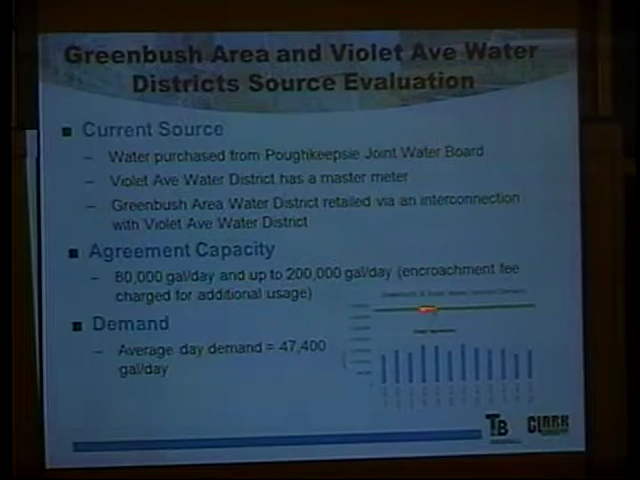 Greenbush Area and Violet Ave Water
Districts Source Evaluation
Current Source
– Water purchased from Poughkeepsie Joint Water Board
– Violet Ave Water District has a master meter
– Greenbush Area Water District retailed via an interconnection
with Violet Ave Water District
Agreement Capacity
– 80,000 gal/day and up to 200,000 gal/day (encroachment fee
charged for additional usage)
Demand
– Average day demand = 47,400
gal/day
TB
CLARK